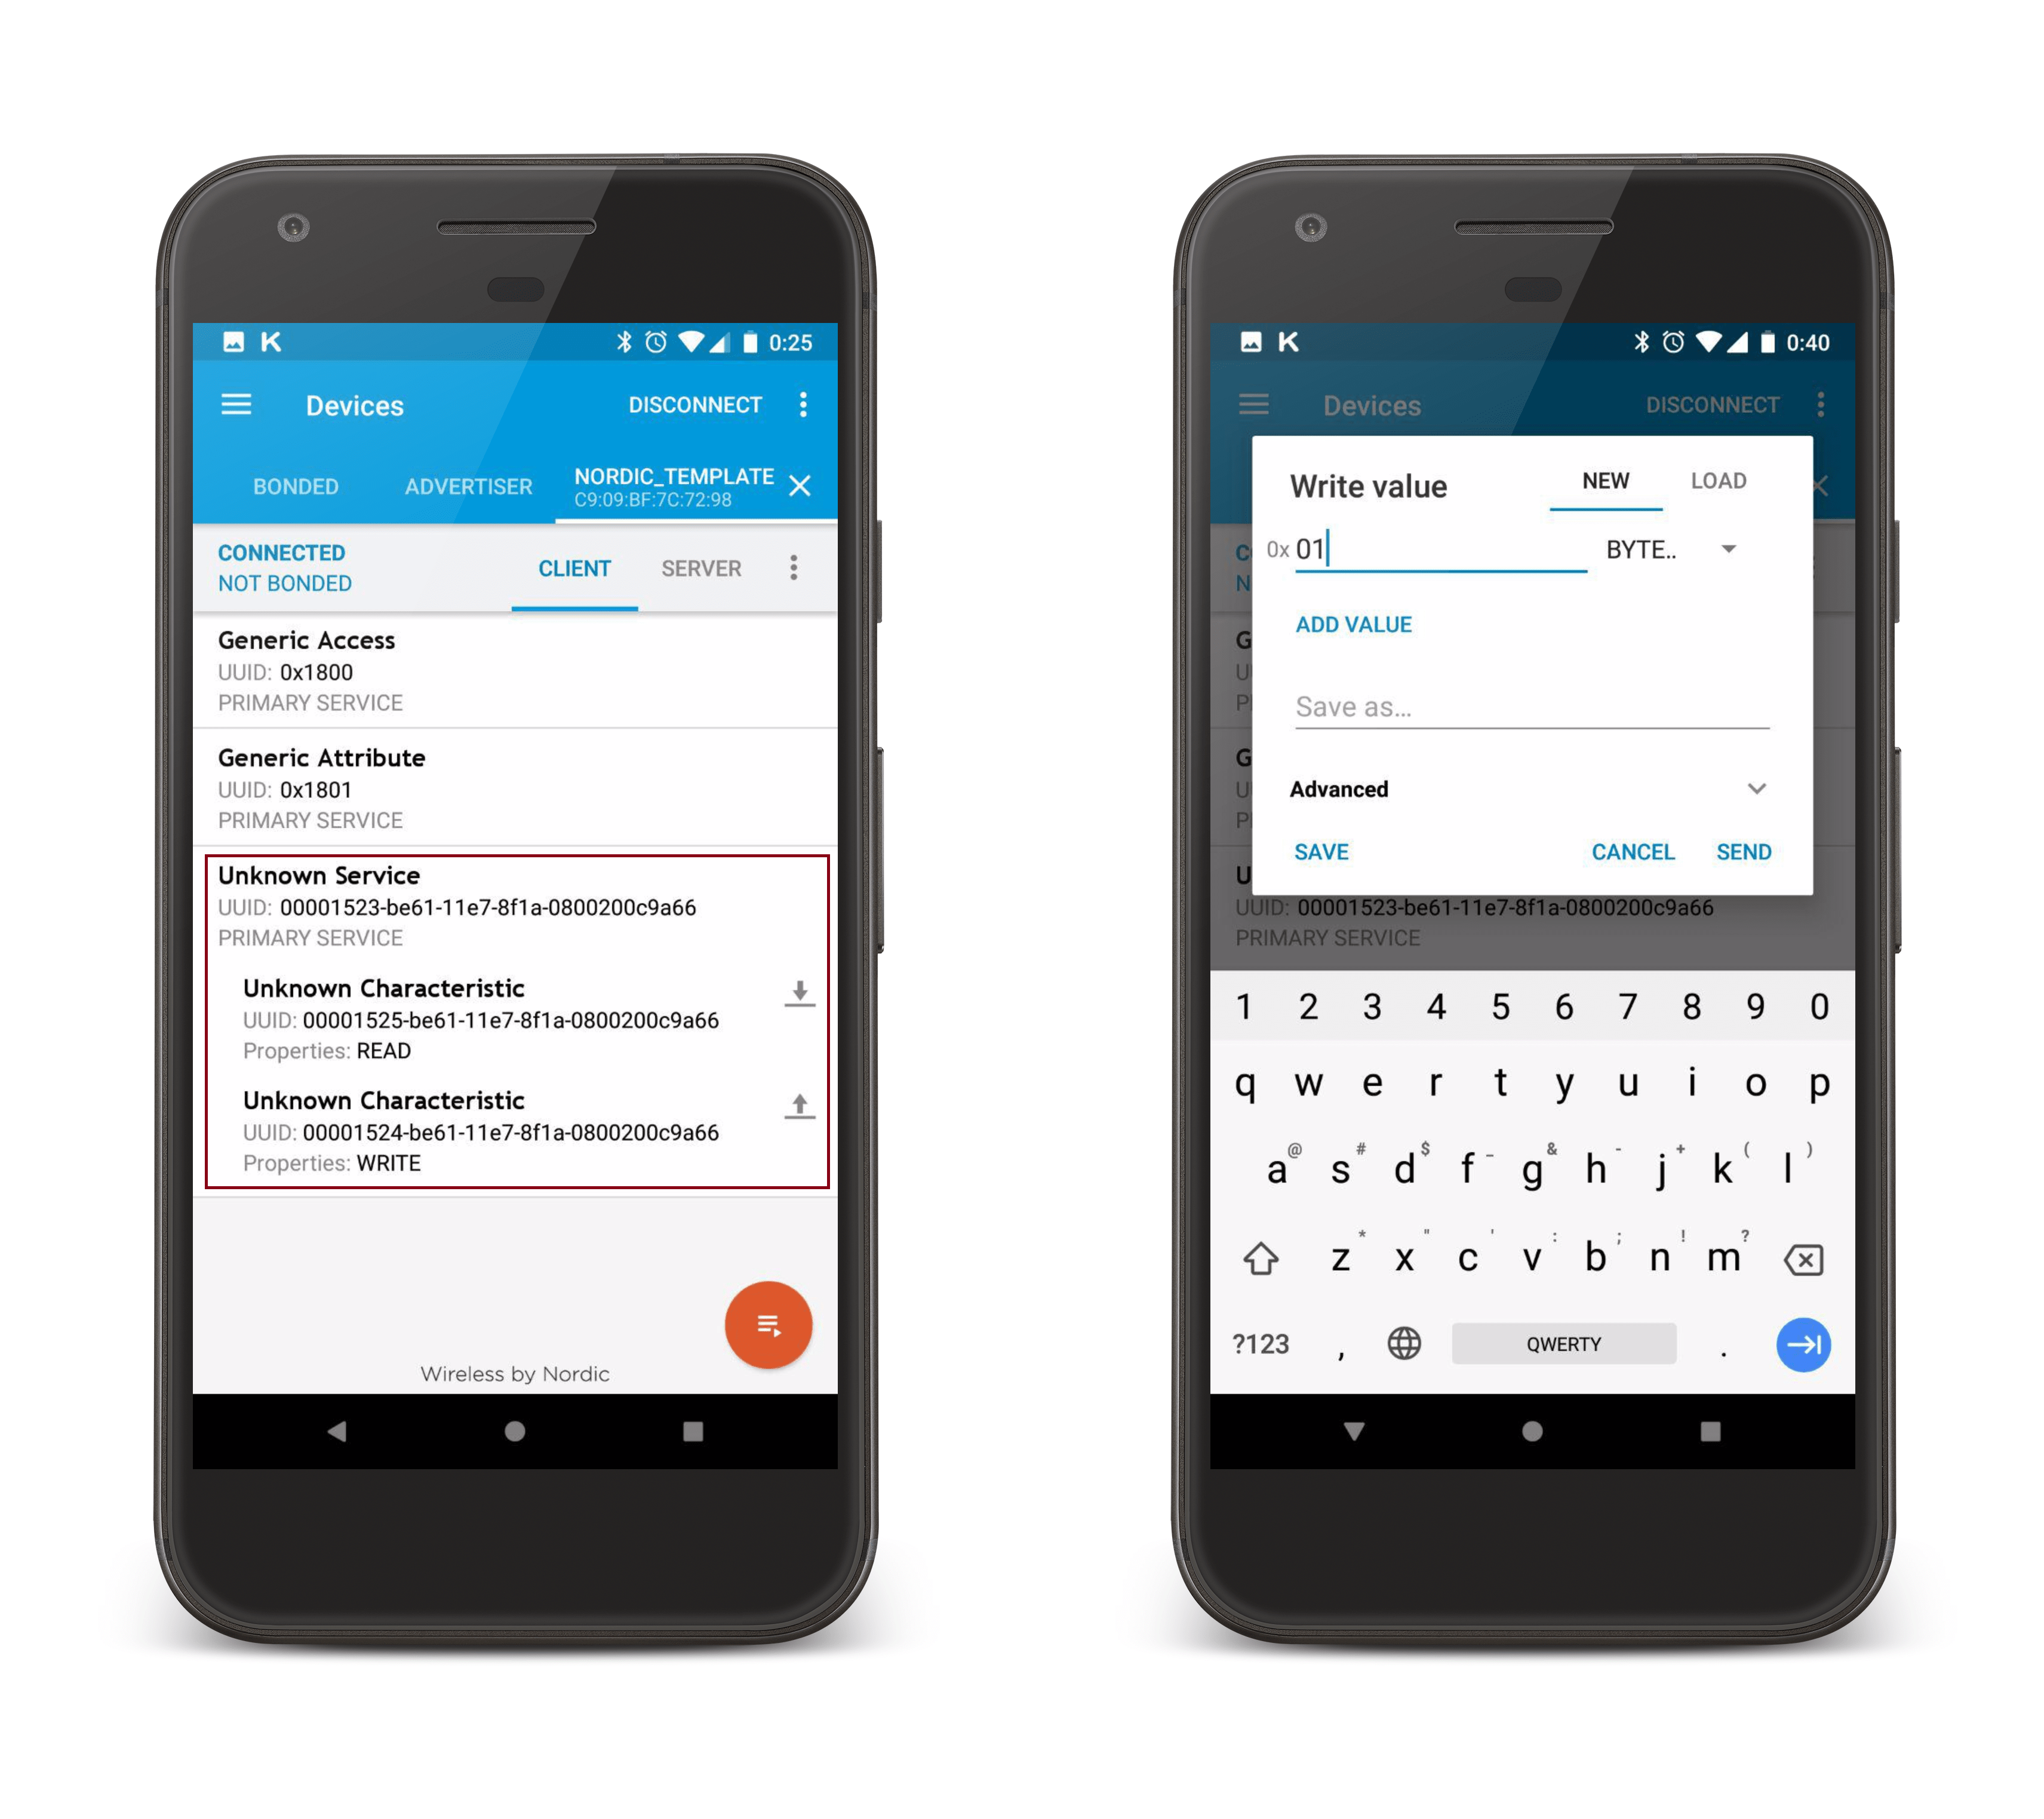 K
0:25
Devices
DISCONNECT
BONDED
ADVERTISER
NORDIC_TEMPLATE
C9:09:BF:7C:72:98
CONNECTED
NOT BONDED
CLIENT
SERVER
Generic Access
UUID: 0x1800
PRIMARY SERVICE
Generic Attribute
UUID: 0x1801
PRIMARY SERVICE
Unknown Service
UUID: 00001523-be61-11e7-8f1a-0800200c9a66
PRIMARY SERVICE
Unknown Characteristic
UUID: 00001525-be61-11e7-8f1a-0800200c9a66
Properties: READ
Unknown Characteristic
UUID: 00001524-be61-11e7-8f1a-0800200c9a66
Properties: WRITE
Wireless by Nordic
K
0:40
Devices
DISCONNECT
Write value
NEW
LOAD
0x 01
BYTE..
ADD VALUE
Save as...
Advanced
SAVE
CANCEL
SEND
C
N
G
U
P
G
U
P
U
UUID: 00001523-be61-11e7-8f1a-0800200c9a66
PRIMARY SERVICE
1 2 3 4 5 6 7 8 9 0
q w e r t y u i o p
@ # $ _ & - + ( )
a s d f g h j k l
* " ' : ; ! ?
z x c v b n m
?123 , QWERTY .